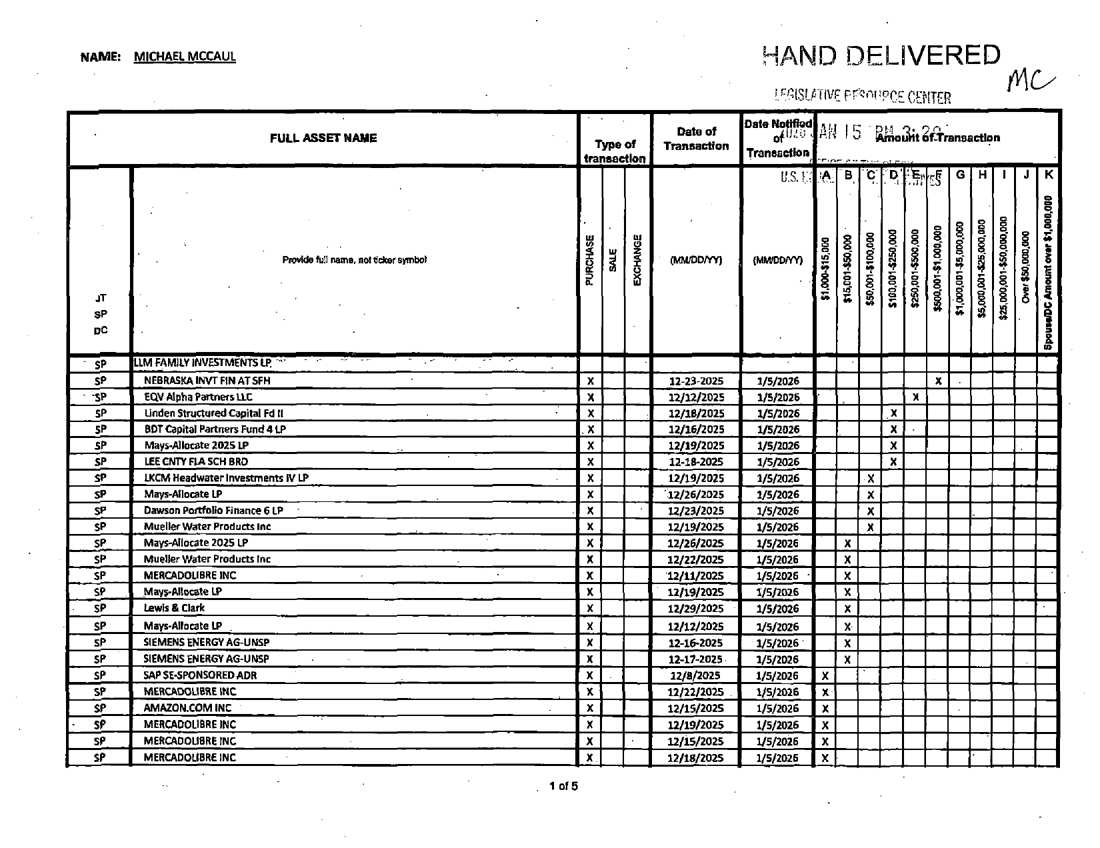 NAME: MICHAEL MCCAUL
HAND DELIVERED
MC
LEGISLATIVE RESOURCE CENTER
FULL ASSET NAME
Type of transaction
Date of Transaction
Date Notified of Transaction
2026 JAN 15 PM 3:20
Amount of Transaction
U.S.
A B C D E F G H I J K
JT
SP
DC
Provide full name, not ticker symbol
PURCHASE
SALE
EXCHANGE
(MM/DD/YY)
(MM/DD/YY)
$1,000-$15,000
$15,001-$50,000
$50,001-$100,000
$100,001-$250,000
$250,001-$500,000
$500,001-$1,000,000
$1,000,001-$5,000,000
$5,000,001-$25,000,000
$25,000,001-$50,000,000
Over $50,000,000
Spouse/DC Amount over $1,000,000
SP LLM FAMILY INVESTMENTS LP
SP NEBRASKA INVT FIN AT SFH X 12-23-2025 1/5/2026 X
SP EQV Alpha Partners LLC X 12/12/2025 1/5/2026 X
SP Linden Structured Capital Fd II X 12/18/2025 1/5/2026 X
SP BDT Capital Partners Fund 4 LP X 12/16/2025 1/5/2026 X
SP Mays-Allocate 2025 LP X 12/19/2025 1/5/2026 X
SP LEE CNTY FLA SCH BRD X 12-18-2025 1/5/2026 X
SP LKCM Headwater Investments IV LP X 12/19/2025 1/5/2026 X
SP Mays-Allocate LP X 12/26/2025 1/5/2026 X
SP Dawson Portfolio Finance 6 LP X 12/23/2025 1/5/2026 X
SP Mueller Water Products Inc X 12/19/2025 1/5/2026 X
SP Mays-Allocate 2025 LP X 12/26/2025 1/5/2026 X
SP Mueller Water Products Inc X 12/22/2025 1/5/2026 X
SP MERCADOLIBRE INC X 12/11/2025 1/5/2026 X
SP Mays-Allocate LP X 12/19/2025 1/5/2026 X
SP Lewis & Clark X 12/29/2025 1/5/2026 X
SP Mays-Allocate LP X 12/12/2025 1/5/2026 X
SP SIEMENS ENERGY AG-UNSP X 12-16-2025 1/5/2026 X
SP SIEMENS ENERGY AG-UNSP X 12-17-2025 1/5/2026 X
SP SAP SE-SPONSORED ADR X 12/8/2025 1/5/2026 X
SP MERCADOLIBRE INC X 12/22/2025 1/5/2026 X
SP AMAZON.COM INC X 12/15/2025 1/5/2026 X
SP MERCADOLIBRE INC X 12/19/2025 1/5/2026 X
SP MERCADOLIBRE INC X 12/15/2025 1/5/2026 X
SP MERCADOLIBRE INC X 12/18/2025 1/5/2026 X
1 of 5